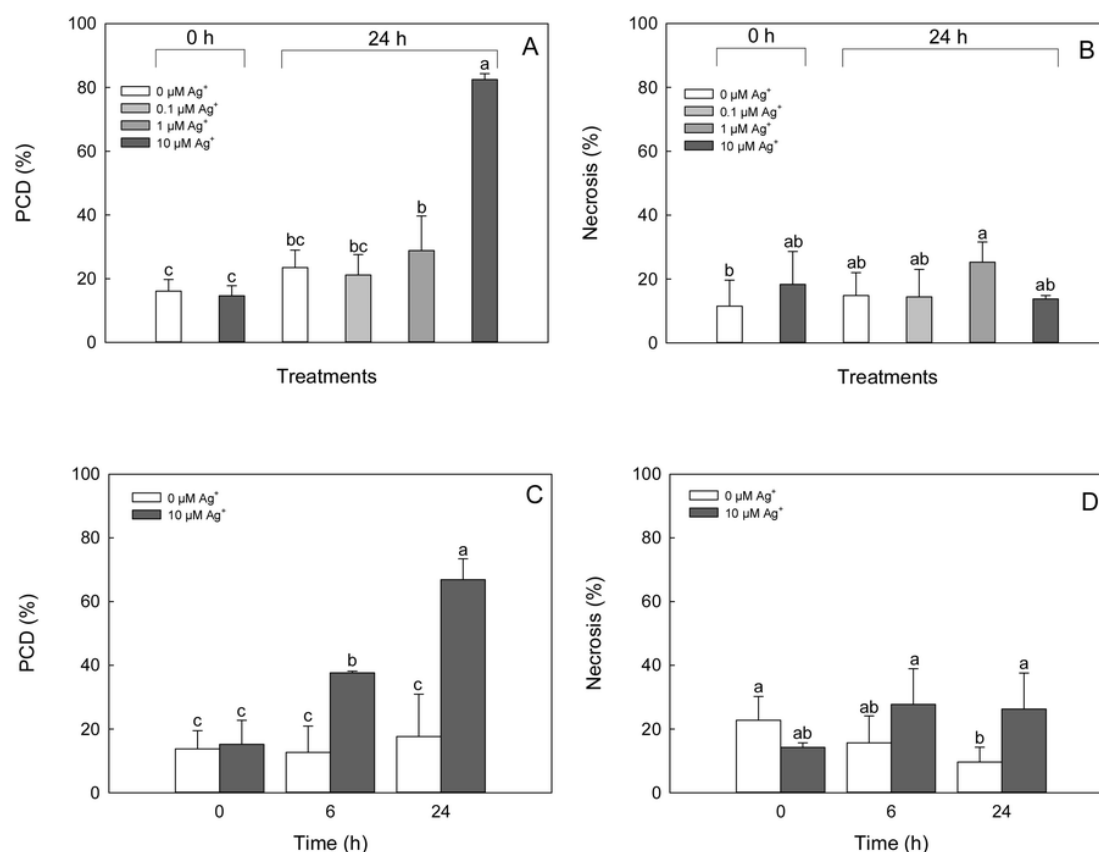 A
0 h
24 h
0 µM Ag⁺
0.1 µM Ag⁺
1 µM Ag⁺
10 µM Ag⁺
PCD (%)
100
80
60
40
20
0
c
c
bc
bc
b
a
Treatments
B
0 h
24 h
0 µM Ag⁺
0.1 µM Ag⁺
1 µM Ag⁺
10 µM Ag⁺
Necrosis (%)
100
80
60
40
20
0
b
ab
ab
ab
a
ab
Treatments
C
0 µM Ag⁺
10 µM Ag⁺
PCD (%)
100
80
60
40
20
0
c
c
c
b
c
a
0
6
24
Time (h)
D
0 µM Ag⁺
10 µM Ag⁺
Necrosis (%)
100
80
60
40
20
0
a
ab
ab
a
b
a
0
6
24
Time (h)